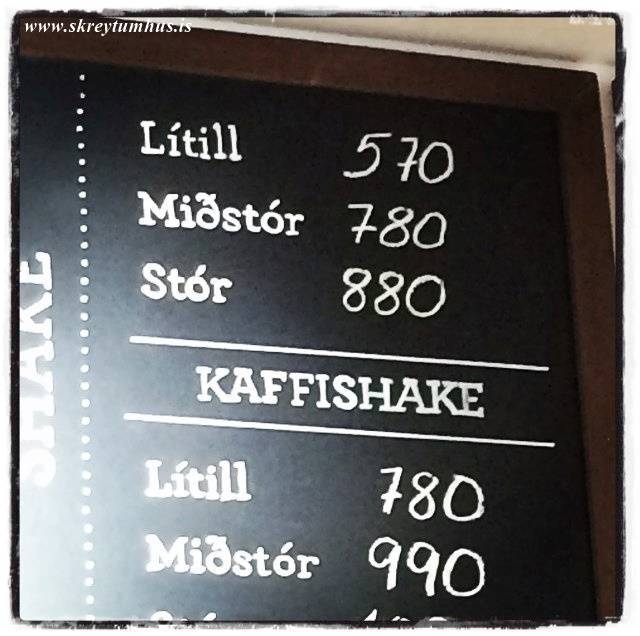 www.skreytumhus.is
SHAKE
Lítill 570
Miðstór 780
Stór 880
KAFFISHAKE
Lítill 780
Miðstór 990